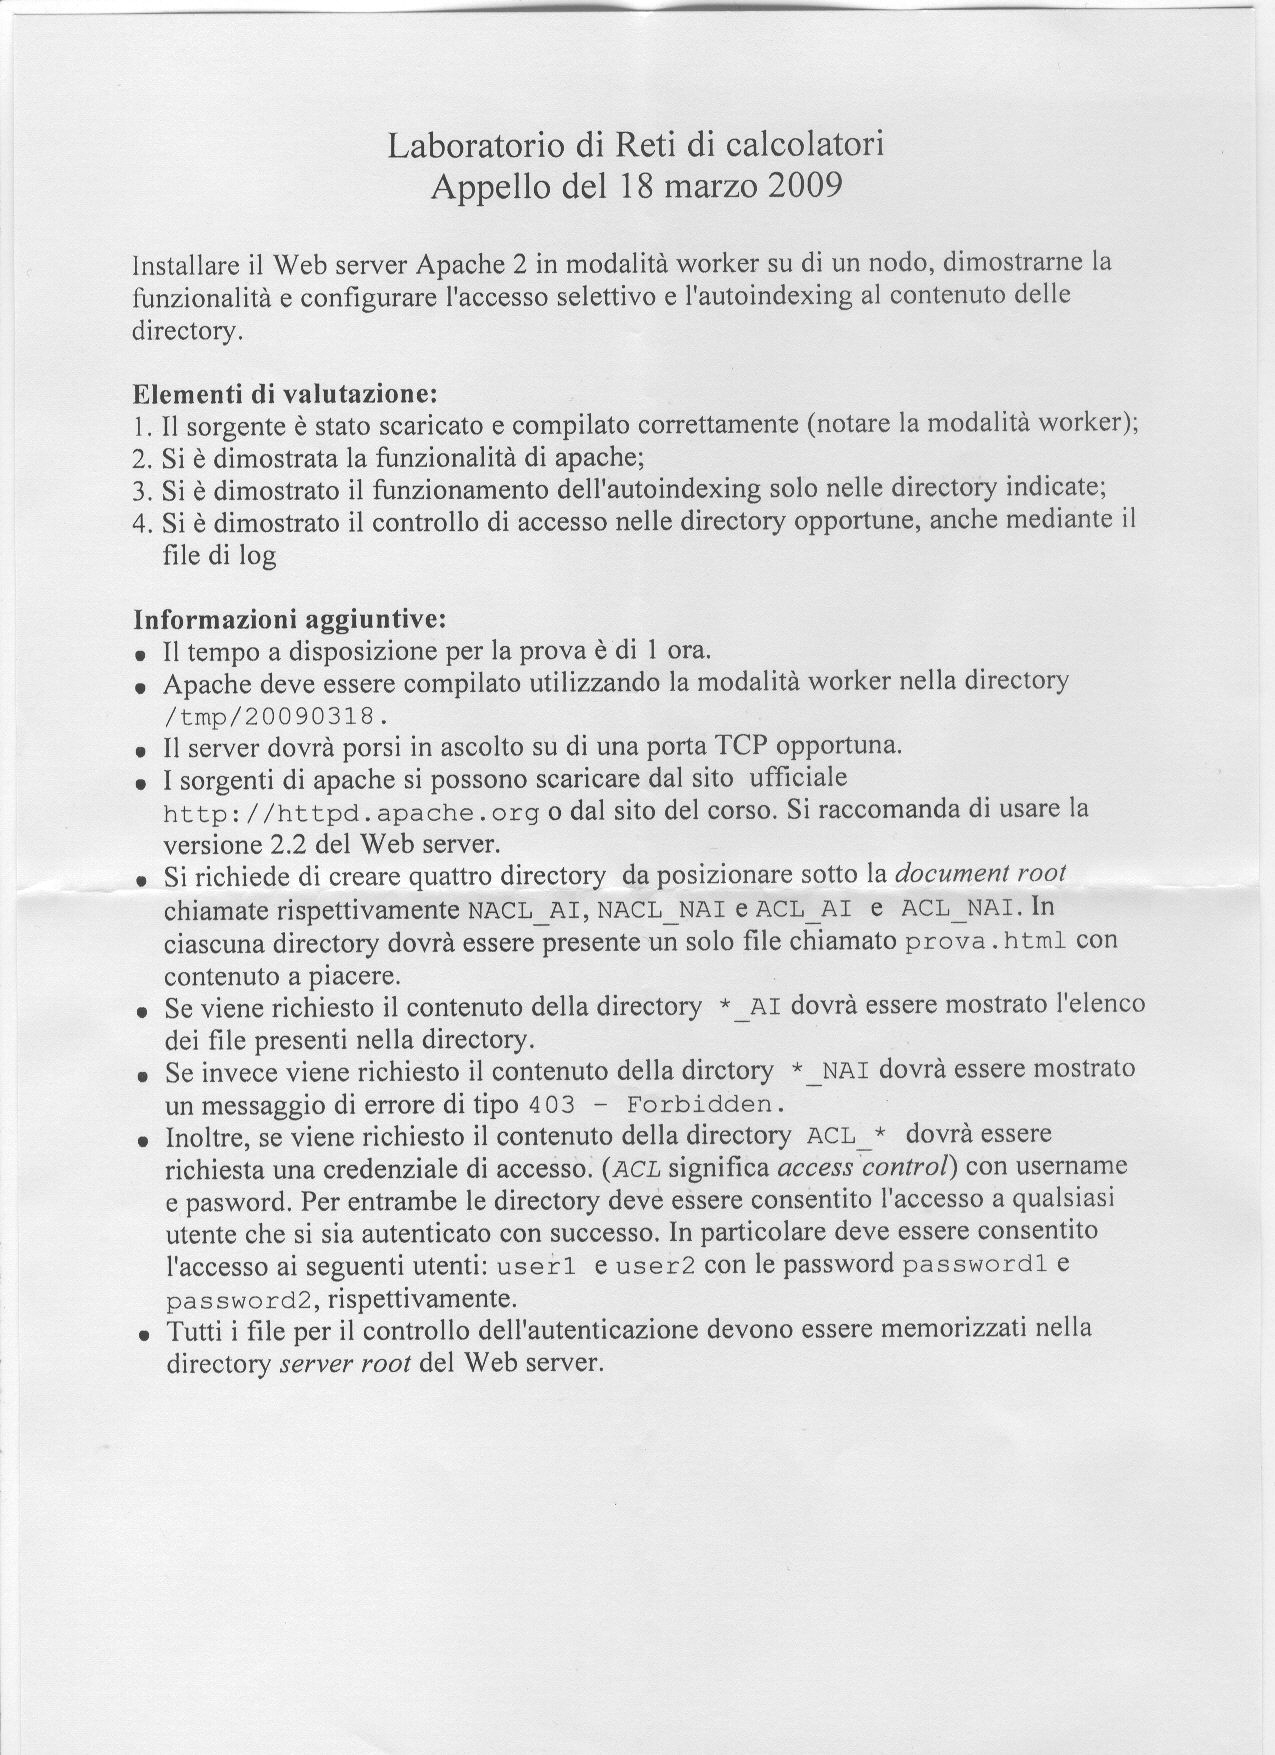 Laboratorio di Reti di calcolatori
Appello del 18 marzo 2009
Installare il Web server Apache 2 in modalità worker su di un nodo, dimostrarne la
funzionalità e configurare l'accesso selettivo e l'autoindexing al contenuto delle
directory.
Elementi di valutazione:
1. Il sorgente è stato scaricato e compilato correttamente (notare la modalità worker);
2. Si è dimostrata la funzionalità di apache;
3. Si è dimostrato il funzionamento dell'autoindexing solo nelle directory indicate;
4. Si è dimostrato il controllo di accesso nelle directory opportune, anche mediante il
file di log
Informazioni aggiuntive:
• Il tempo a disposizione per la prova è di 1 ora.
• Apache deve essere compilato utilizzando la modalità worker nella directory
/tmp/20090318.
• Il server dovrà porsi in ascolto su di una porta TCP opportuna.
• I sorgenti di apache si possono scaricare dal sito ufficiale
http://httpd.apache.org o dal sito del corso. Si raccomanda di usare la
versione 2.2 del Web server.
• Si richiede di creare quattro directory da posizionare sotto la document root
chiamate rispettivamente NACL_AI, NACL_NAI e ACL_AI e ACL_NAI. In
ciascuna directory dovrà essere presente un solo file chiamato prova.html con
contenuto a piacere.
• Se viene richiesto il contenuto della directory *_AI dovrà essere mostrato l'elenco
dei file presenti nella directory.
• Se invece viene richiesto il contenuto della dirctory *_NAI dovrà essere mostrato
un messaggio di errore di tipo 403 - Forbidden.
• Inoltre, se viene richiesto il contenuto della directory ACL_* dovrà essere
richiesta una credenziale di accesso. (ACL significa access control) con username
e pasword. Per entrambe le directory deve essere consentito l'accesso a qualsiasi
utente che si sia autenticato con successo. In particolare deve essere consentito
l'accesso ai seguenti utenti: user1 e user2 con le password password1 e
password2, rispettivamente.
• Tutti i file per il controllo dell'autenticazione devono essere memorizzati nella
directory server root del Web server.